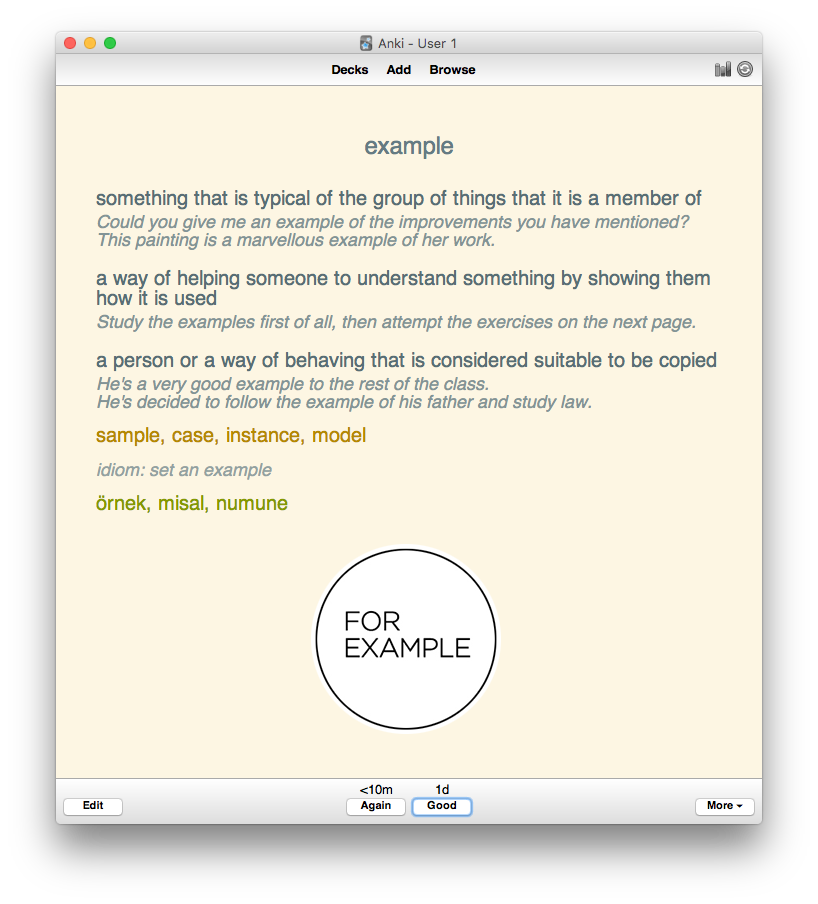 Anki - User 1
Decks Add Browse
example
something that is typical of the group of things that it is a member of
Could you give me an example of the improvements you have mentioned?
This painting is a marvellous example of her work.
a way of helping someone to understand something by showing them
how it is used
Study the examples first of all, then attempt the exercises on the next page.
a person or a way of behaving that is considered suitable to be copied
He's a very good example to the rest of the class.
He's decided to follow the example of his father and study law.
sample, case, instance, model
idiom: set an example
örnek, misal, numune
FOR
EXAMPLE
<10m 1d
Edit Again Good More